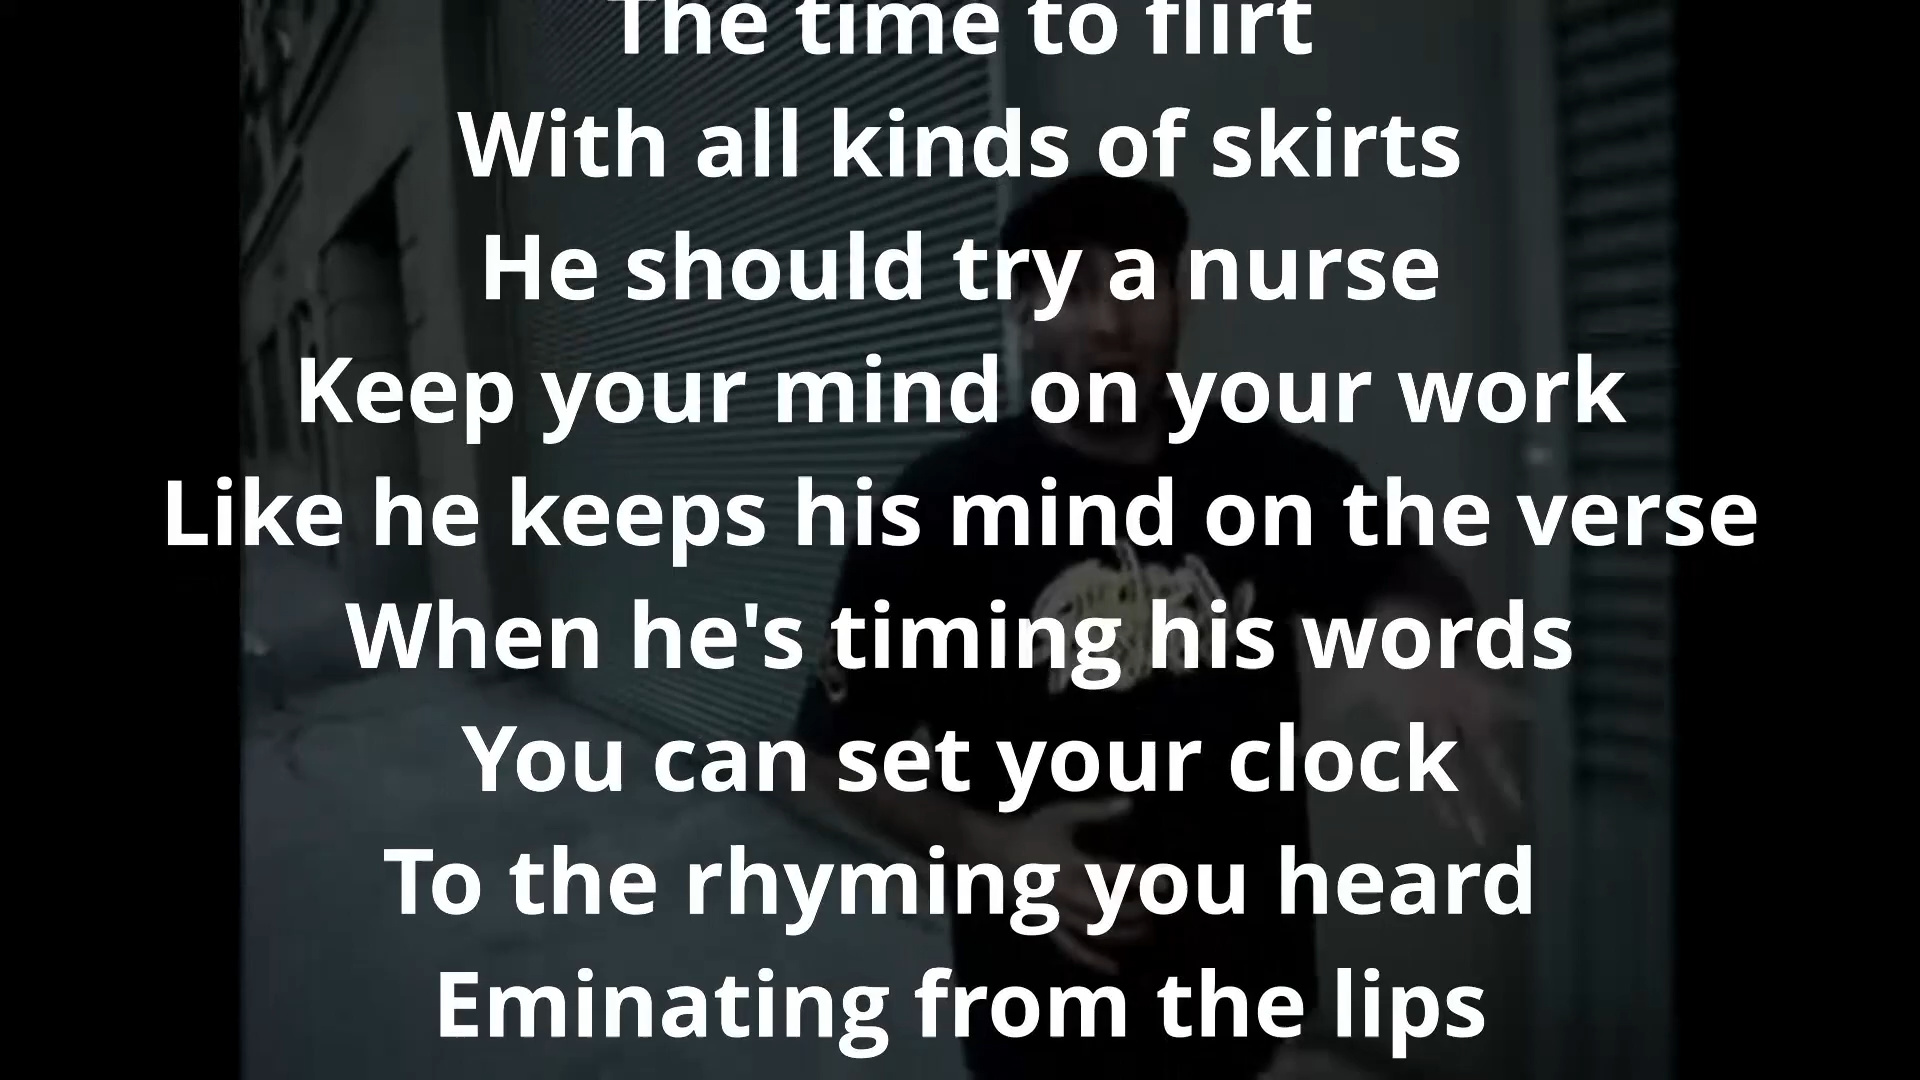 The time to flirt
With all kinds of skirts
He should try a nurse
Keep your mind on your work
Like he keeps his mind on the verse
When he's timing his words
You can set your clock
To the rhyming you heard
Eminating from the lips